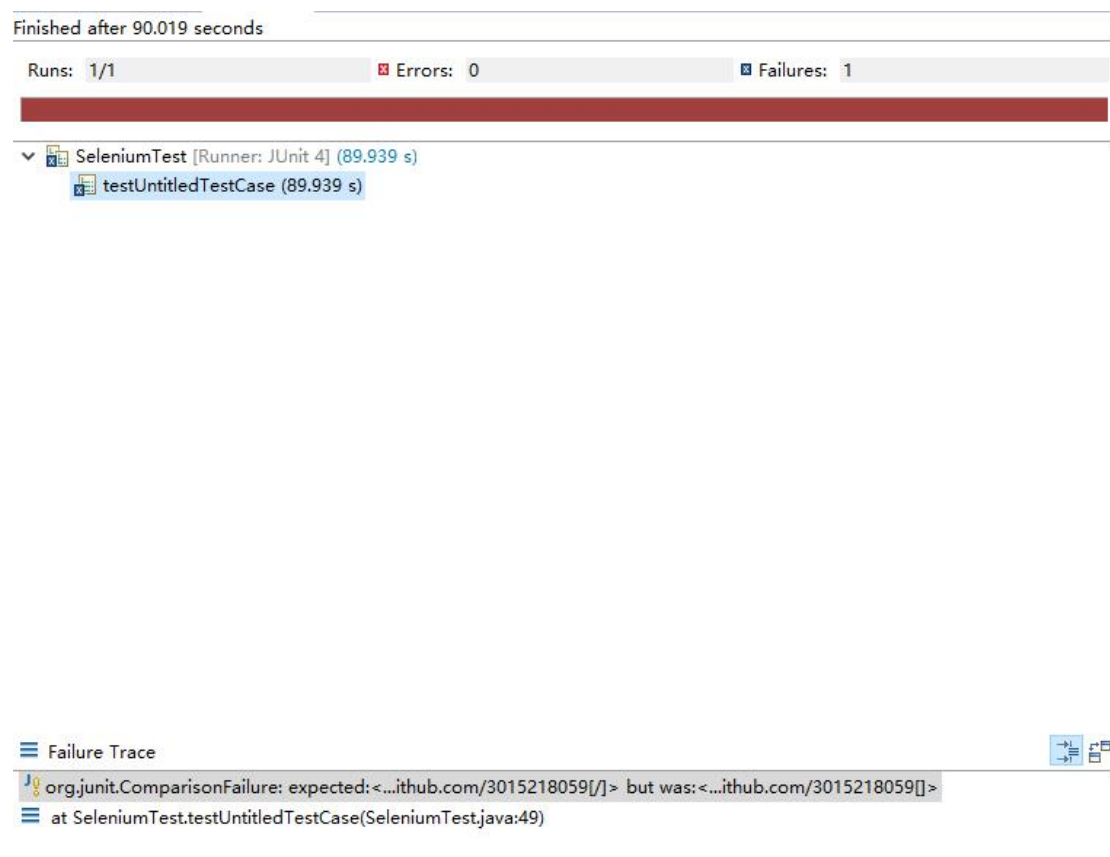 Finished after 90.019 seconds
Runs: 1/1 Errors: 0 Failures: 1
SeleniumTest [Runner: JUnit 4] (89.939 s)
testUntitledTestCase (89.939 s)
Failure Trace
org.junit.ComparisonFailure: expected:<...ithub.com/3015218059[/]> but was:<...ithub.com/3015218059[]>
at SeleniumTest.testUntitledTestCase(SeleniumTest.java:49)